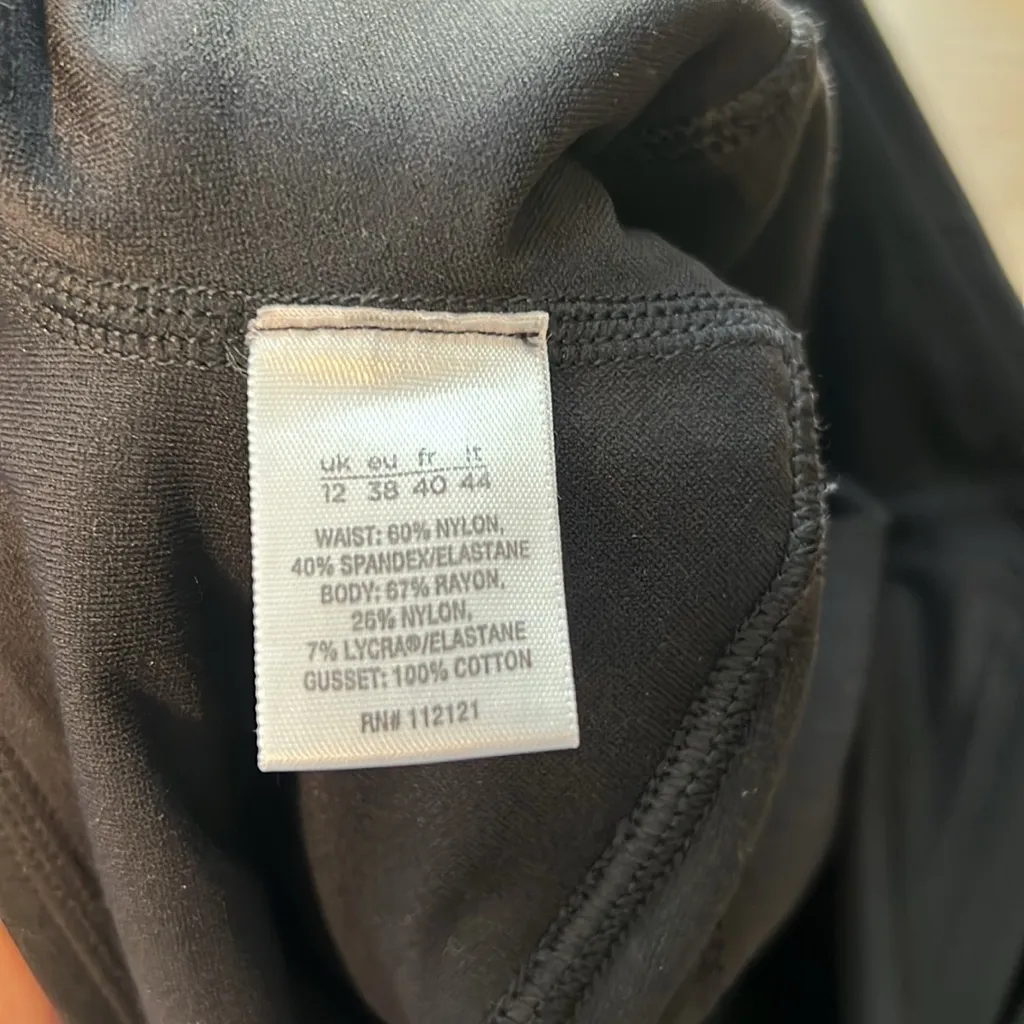 uk eu fr it
12 38 40 44
WAIST: 60% NYLON,
40% SPANDEX/ELASTANE
BODY: 67% RAYON,
26% NYLON,
7% LYCRA®/ELASTANE
GUSSET: 100% COTTON
RN# 112121